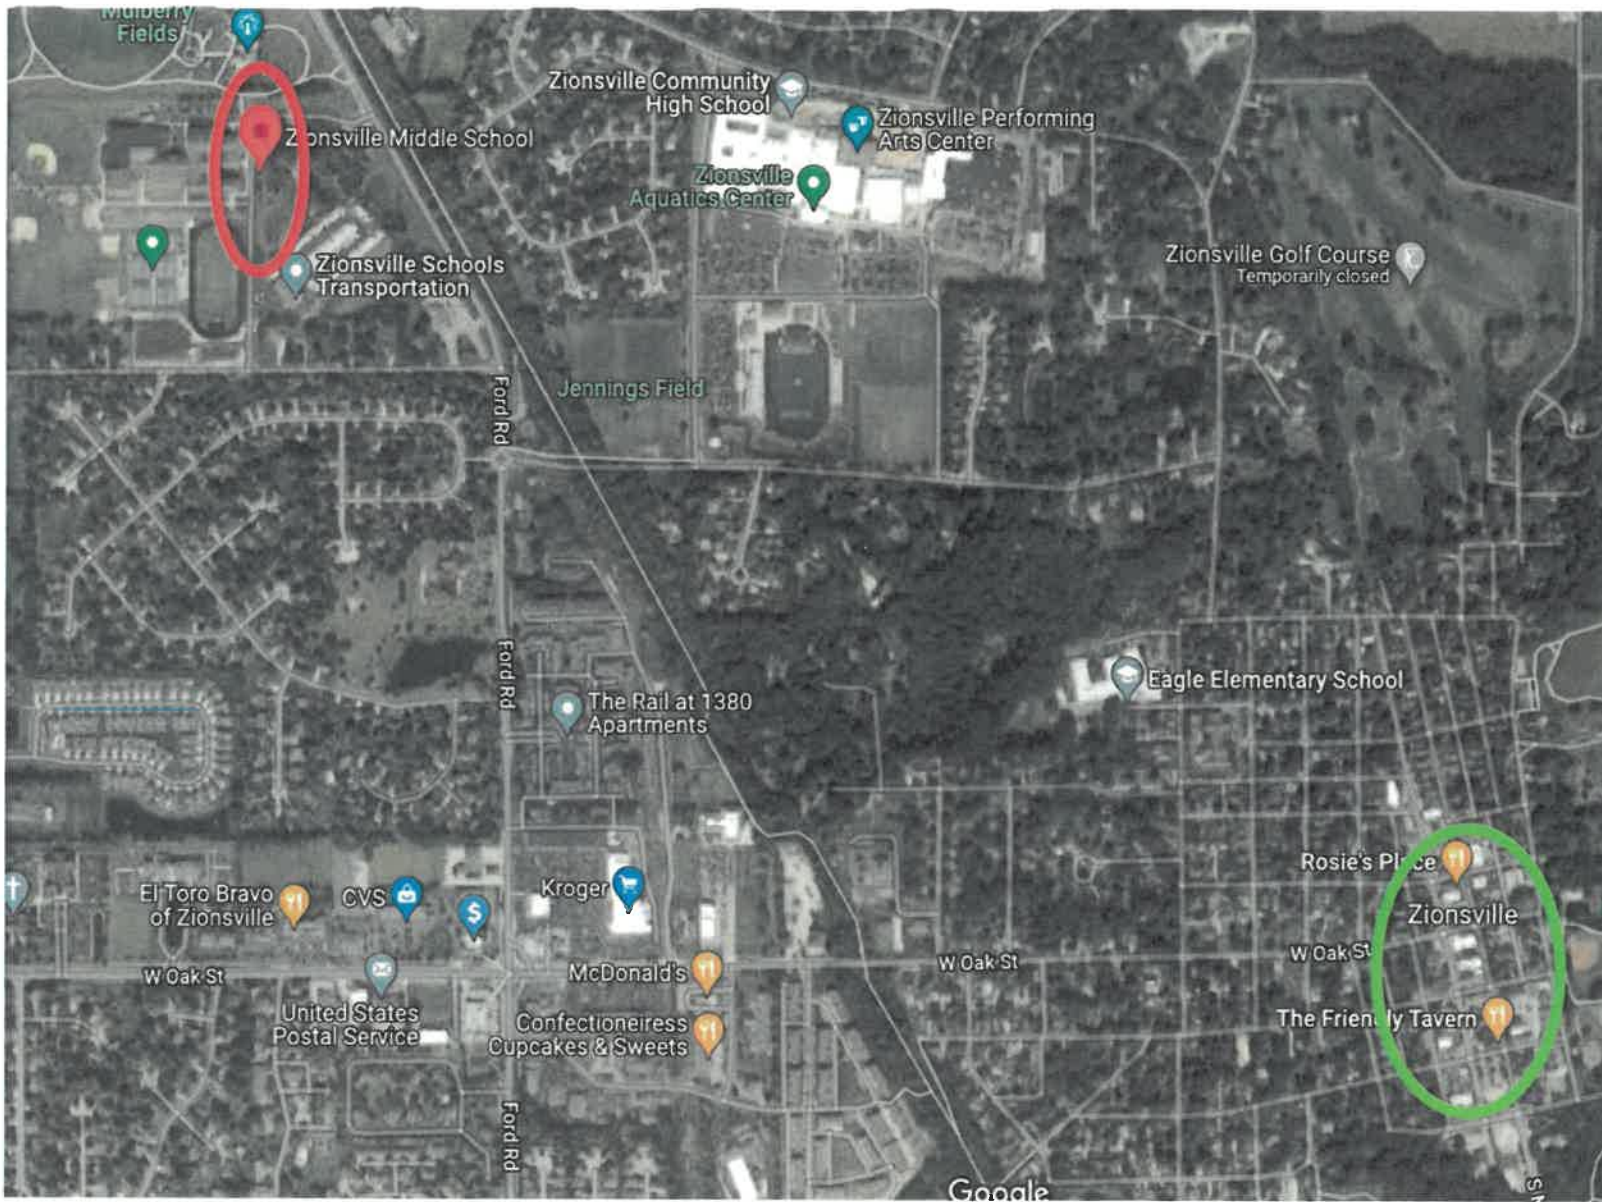 Mulberry
Fields
Zionsville Community
High School
Zionsville Performing
Arts Center
Zionsville Middle School
Zionsville
Aquatics Center
Zionsville Schools
Transportation
Zionsville Golf Course
Temporarily closed
Ford Rd
Jennings Field
Ford Rd
The Rail at 1380
Apartments
Eagle Elementary School
Rosie's Place
El Toro Bravo
of Zionsville
CVS
$
Kroger
Zionsville
W Oak St
McDonald's
W Oak St
W Oak St
United States
Postal Service
Confectioneiress
Cupcakes & Sweets
The Friendly Tavern
Ford Rd
Google